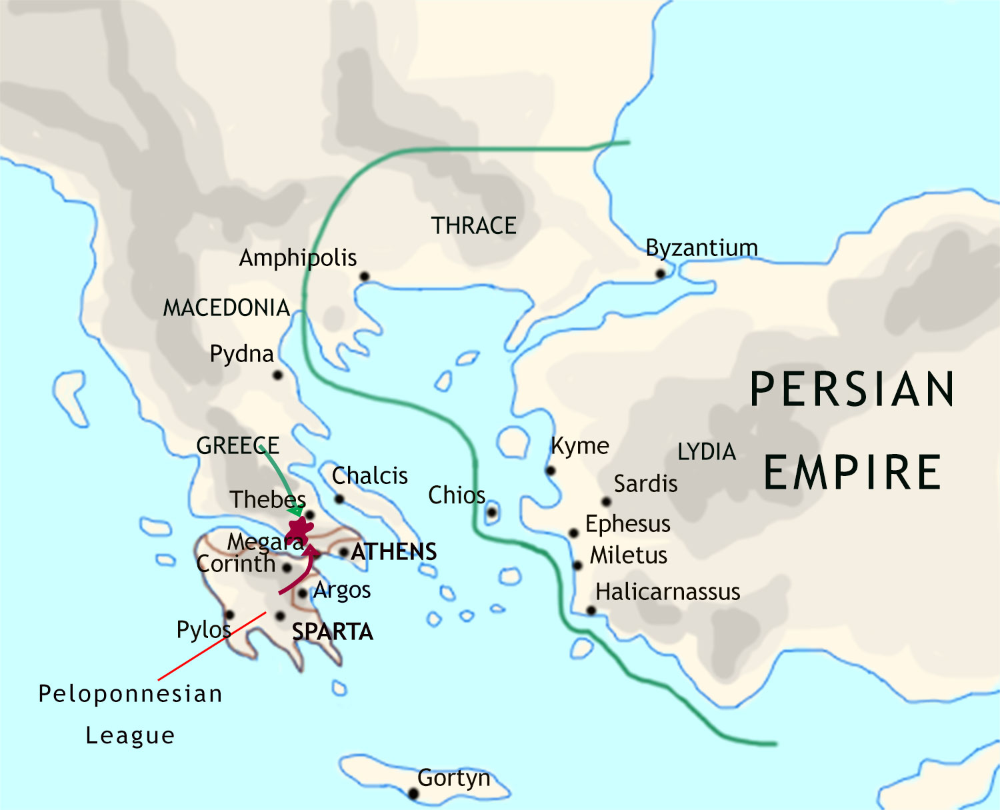 THRACE
Byzantium
Amphipolis
MACEDONIA
Pydna
PERSIAN
EMPIRE
GREECE
Kyme
LYDIA
Chalcis
Sardis
Thebes
Chios
Ephesus
Megara
ATHENS
Miletus
Corinth
Argos
Halicarnassus
Pylos
SPARTA
Peloponnesian
League
Gortyn